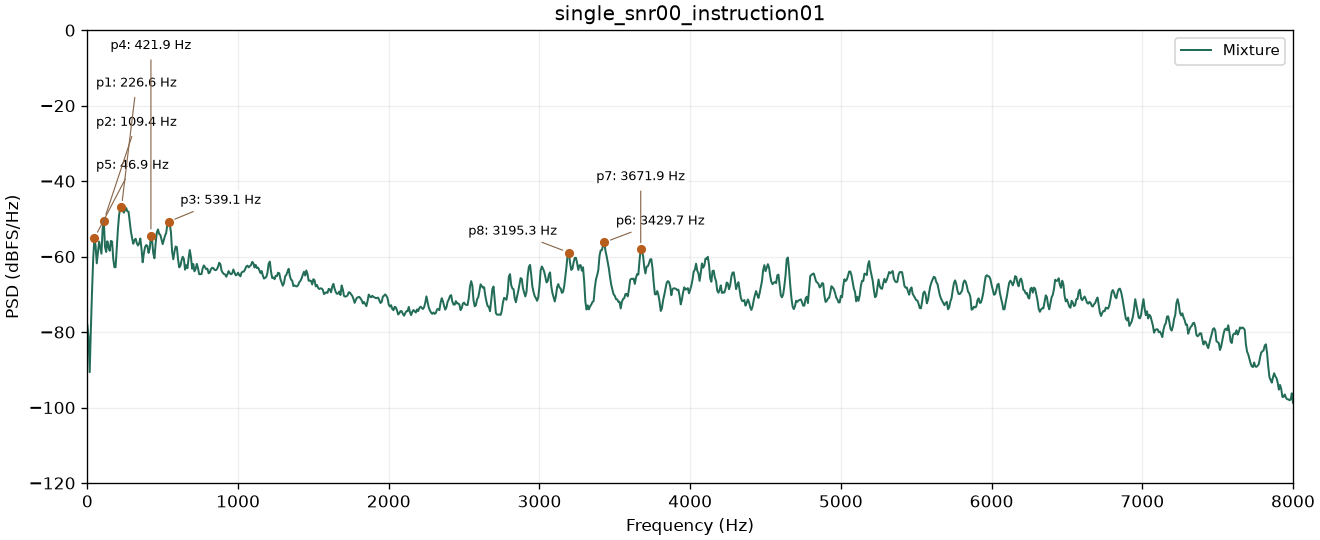 single_snr00_instruction01
Mixture
p4: 421.9 Hz
p1: 226.6 Hz
p2: 109.4 Hz
p5: 46.9 Hz
p3: 539.1 Hz
p7: 3671.9 Hz
p6: 3429.7 Hz
p8: 3195.3 Hz
PSD (dBFS/Hz)
0
−20
−40
−60
−80
−100
−120
0 1000 2000 3000 4000 5000 6000 7000 8000
Frequency (Hz)